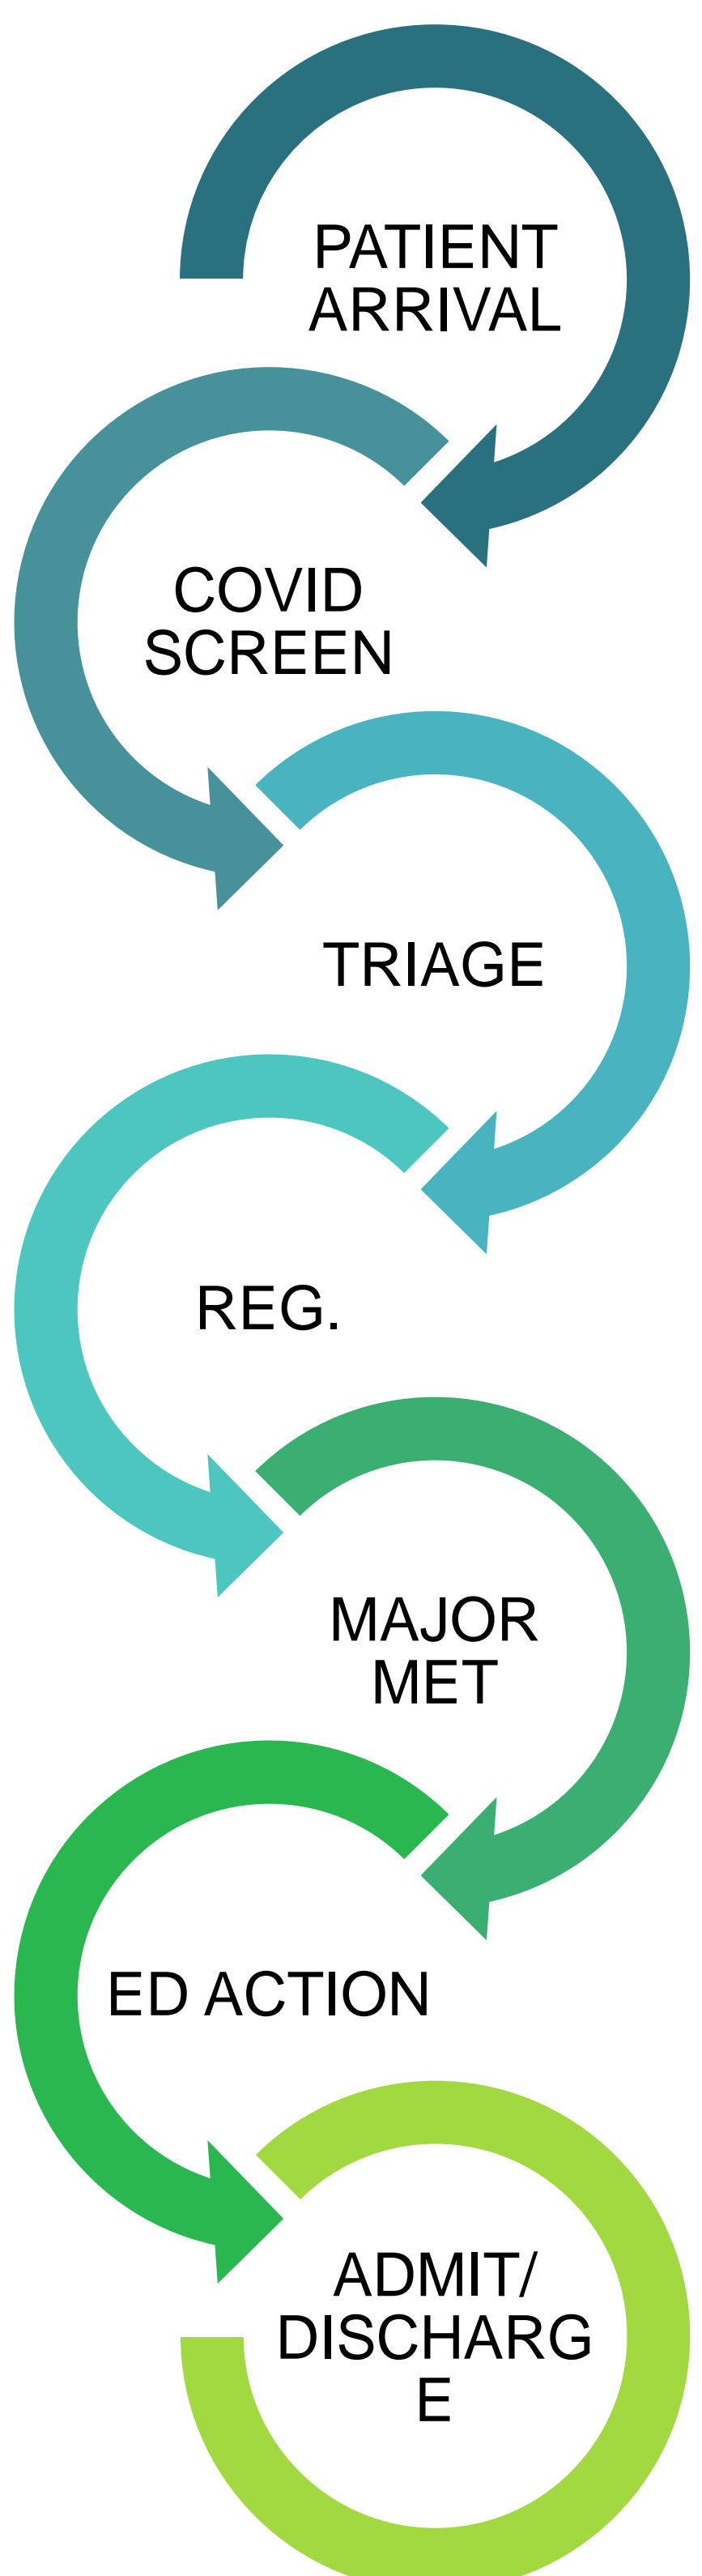 PATIENT
ARRIVAL
COVID
SCREEN
TRIAGE
REG.
MAJOR
MET
ED ACTION
ADMIT/
DISCHARG
E